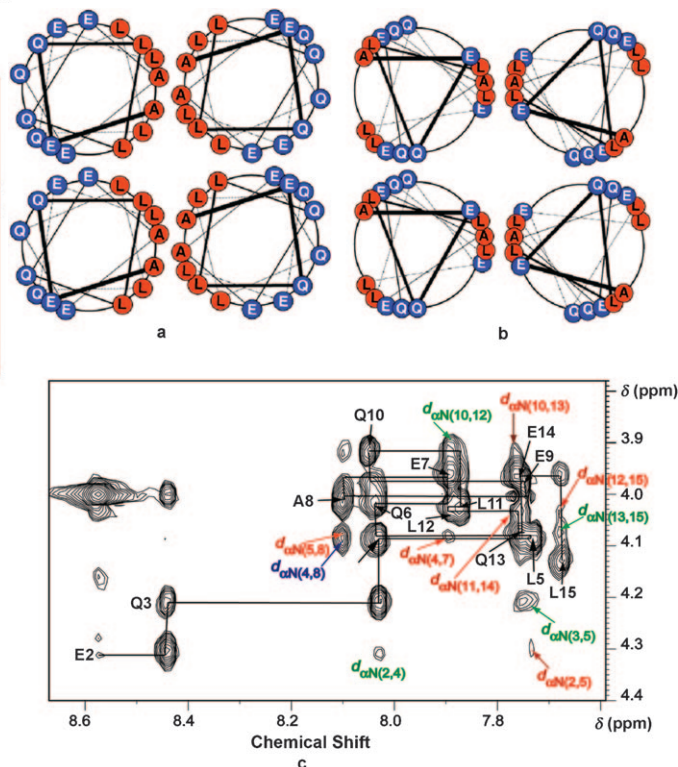 E E L
Q L
L
Q A
A
Q L
Q E E L
L E E Q
L Q
A
A Q
L
L Q
L E E
A L E Q Q
E
L
A
L
E
L L E Q Q
Q Q E L
E L
L
A
L
E
A
Q Q E L
E E L
Q L
L
Q A
A
Q L
Q E E L
L E E Q
L Q
A
A Q
L
L Q
L E E
A L E Q Q
E
L
A
L
E
L L E Q Q
Q Q E L
E L
L
A
L
E
A
Q Q E L
a
b
δ (ppm)
Q10
dαN(10,12)
dαN(10,13)
E14
E9
3.9
E7
dαN(12,15)
4.0
A8
Q6
L11
L12
dαN(13,15)
dαN(5,8)
dαN(4,8)
dαN(4,7)
Q13
4.1
dαN(11,14)
L5
L15
Q3
4.2
dαN(3,5)
E2
dαN(2,4)
4.3
dαN(2,5)
4.4
8.6 8.4 8.2 8.0 7.8 δ (ppm)
Chemical Shift
c